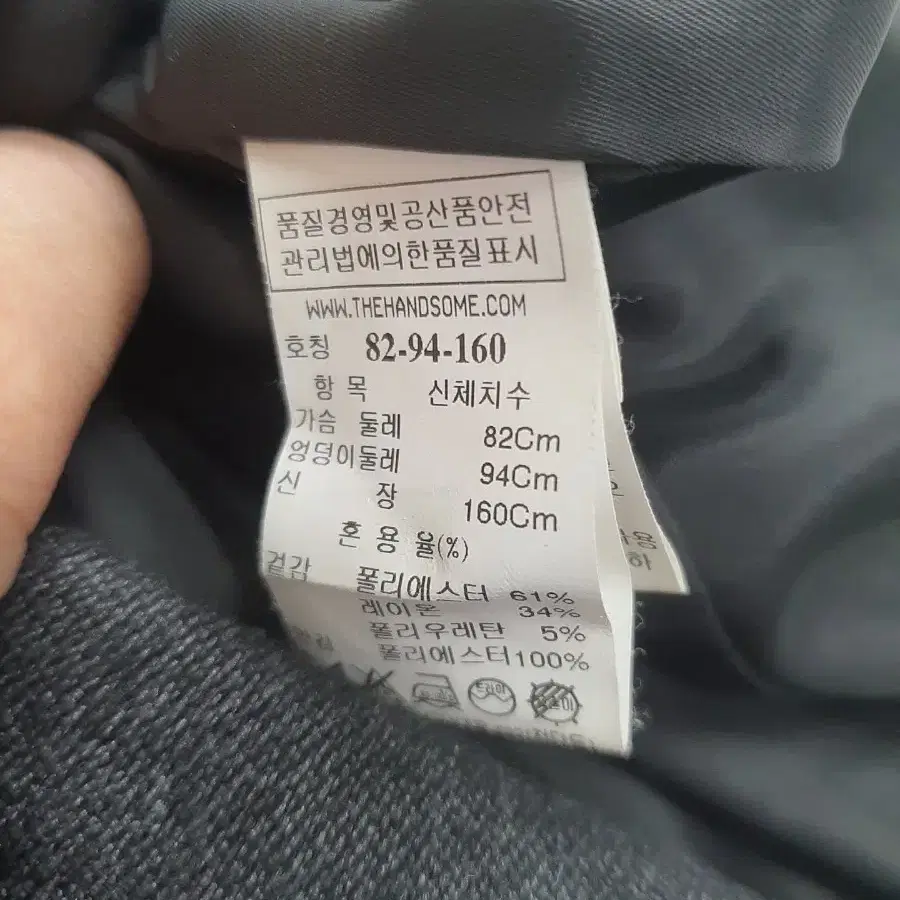 품질경영및공산품안전
관리법에의한품질표시
WWW.THEHANDSOME.COM
호칭 82-94-160
항 목 신체치수
가슴 둘레 82Cm
엉덩이둘레 94Cm
신 장 160Cm
혼 용 율(%)
겉감 폴리에스터 61%
레이온 34%
폴리우레탄 5%
폴리에스터100%
드라이